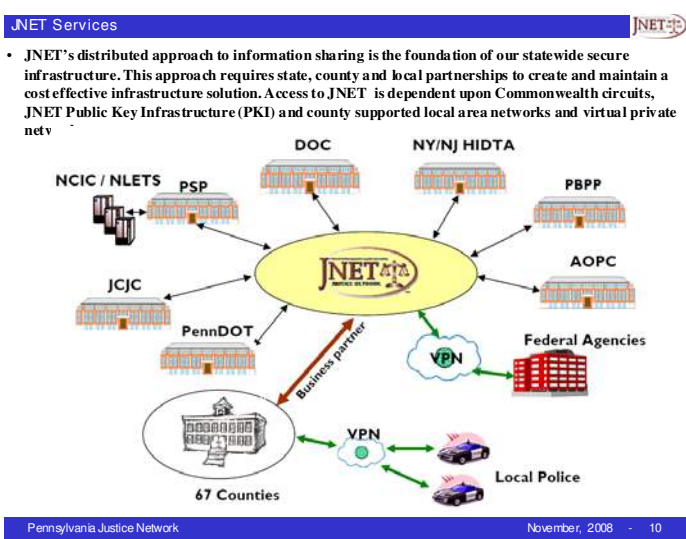 JNET Services
JNET
• JNET's distributed approach to information sharing is the foundation of our statewide secure
infrastructure. This approach requires state, county and local partnerships to create and maintain a
cost effective infrastructure solution. Access to JNET is dependent upon Commonwealth circuits,
JNET Public Key Infrastructure (PKI) and county supported local area networks and virtual private
DOC
NY/NJ HIDTA
NCIC / NLETS
PSP
PBPP
JNET
AOPC
JCJC
PennDOT
Business partner
VPN
Federal Agencies
VPN
Local Police
67 Counties
Pennsylvania Justice Network
November, 2008 - 10